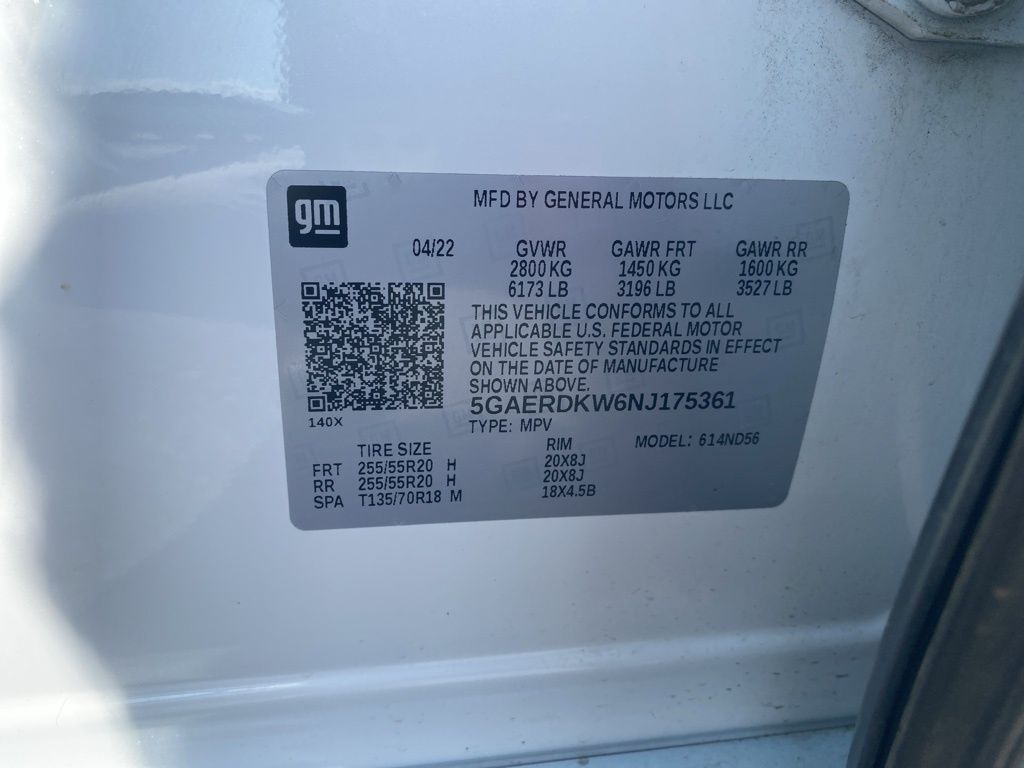 gm
MFD BY GENERAL MOTORS LLC
04/22 GVWR GAWR FRT GAWR RR
2800 KG 1450 KG 1600 KG
6173 LB 3196 LB 3527 LB
THIS VEHICLE CONFORMS TO ALL
APPLICABLE U.S. FEDERAL MOTOR
VEHICLE SAFETY STANDARDS IN EFFECT
ON THE DATE OF MANUFACTURE
SHOWN ABOVE.
5GAERDKW6NJ175361
140X
TYPE: MPV
MODEL: 614ND56
TIRE SIZE RIM
FRT 255/55R20 H 20X8J
RR 255/55R20 H 20X8J
SPA T135/70R18 M 18X4.5B